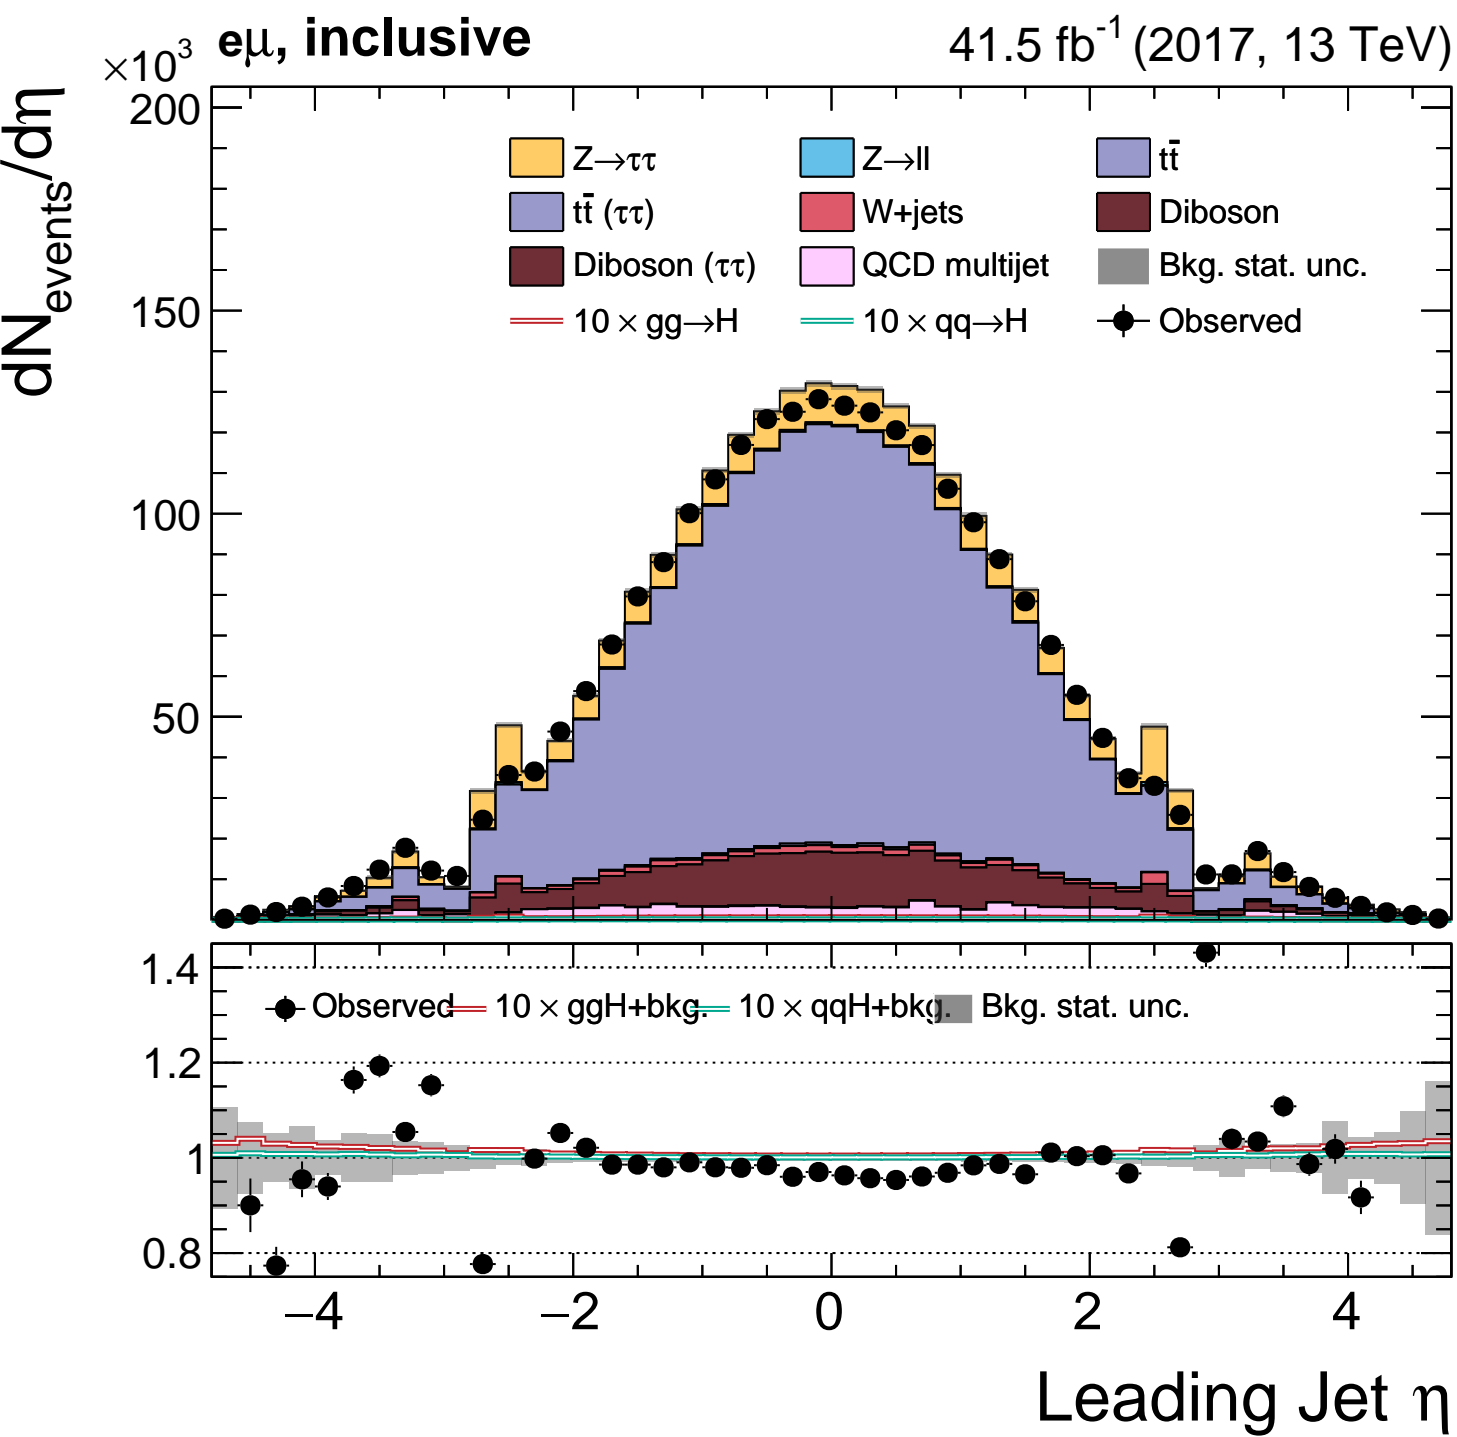 ×10³ eμ, inclusive 41.5 fb⁻¹ (2017, 13 TeV)
dN_events/dη
200
150
100
50
Z→ττ Z→ll tt̄
tt̄ (ττ) W+jets Diboson
Diboson (ττ) QCD multijet Bkg. stat. unc.
10 × gg→H 10 × qq→H Observed
1.4
1.2
1
0.8
Observed 10 × ggH+bkg. 10 × qqH+bkg. Bkg. stat. unc.
−4 −2 0 2 4
Leading Jet η